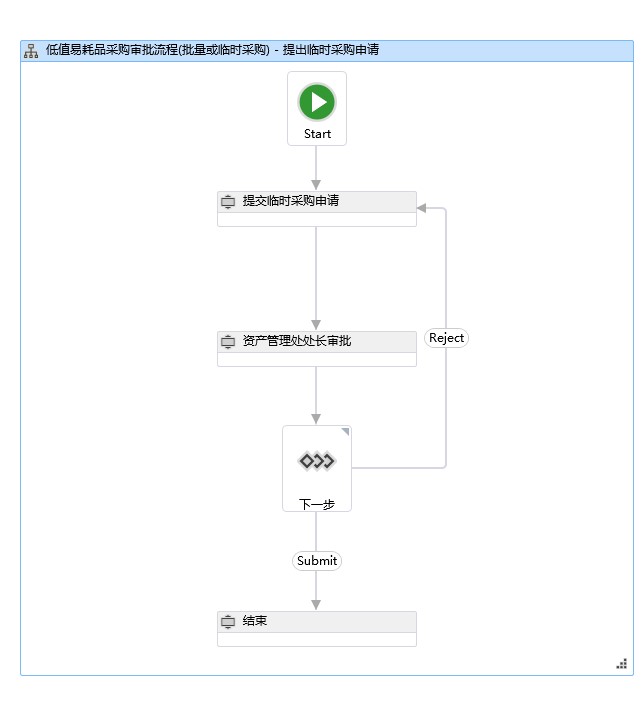 低值易耗品采购审批流程(批量或临时采购) - 提出临时采购申请
Start
提交临时采购申请
资产管理处处长审批
Reject
下一步
Submit
结束